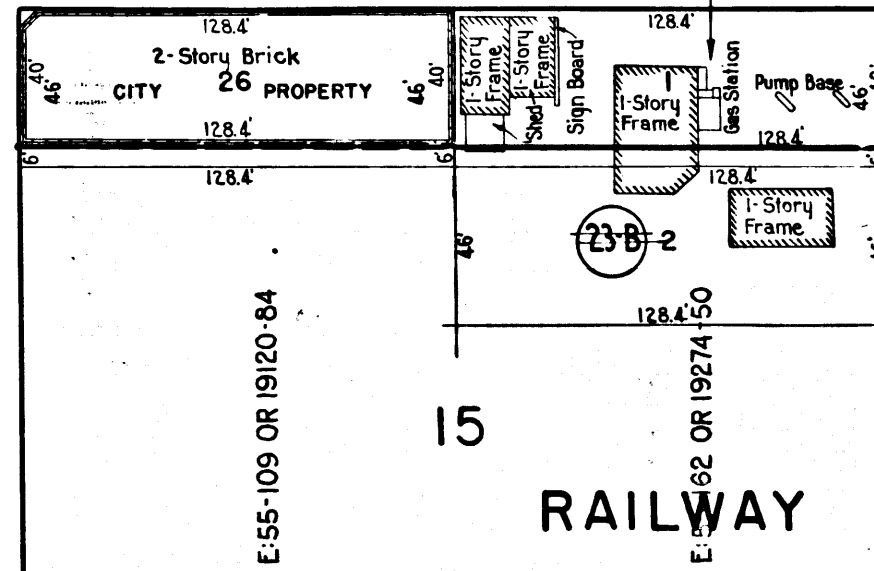 128.4'
2-Story Brick
26
CITY PROPERTY
40'
46'
46'
40'
128.4'
6'
6'
128.4'
1-Story
Frame
1-Story
Frame
Shed
Sign Board
128.4'
1
1-Story
Frame
Gas Station
Pump Base
46'
40'
128.4'
128.4'
1-Story
Frame
46'
23-B
2
128.4'
E:55-109 OR 19120-84
15
62 OR 19274-50
RAILWAY